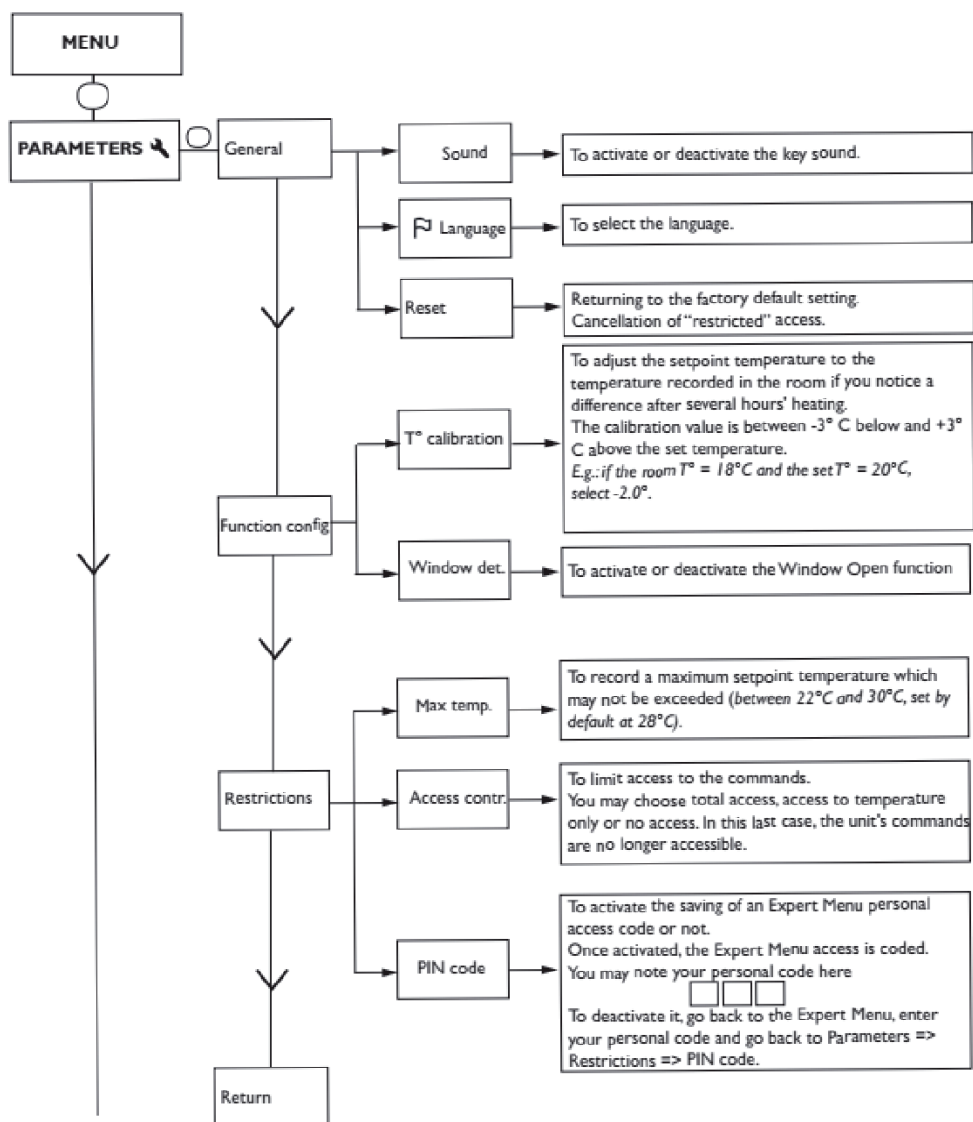 MENU
PARAMETERS
General
Sound
To activate or deactivate the key sound.
Language
To select the language.
Reset
Returning to the factory default setting.
Cancellation of "restricted" access.
Function config
T° calibration
To adjust the setpoint temperature to the
temperature recorded in the room if you notice a
difference after several hours' heating.
The calibration value is between -3° C below and +3°
C above the set temperature.
E.g.: if the room T° = 18°C and the set T° = 20°C,
select -2.0°.
Window det.
To activate or deactivate the Window Open function
Restrictions
Max temp.
To record a maximum setpoint temperature which
may not be exceeded (between 22°C and 30°C, set by
default at 28°C).
Access contr.
To limit access to the commands.
You may choose total access, access to temperature
only or no access. In this last case, the unit's commands
are no longer accessible.
PIN code
To activate the saving of an Expert Menu personal
access code or not.
Once activated, the Expert Menu access is coded.
You may note your personal code here
To deactivate it, go back to the Expert Menu, enter
your personal code and go back to Parameters =>
Restrictions => PIN code.
Return